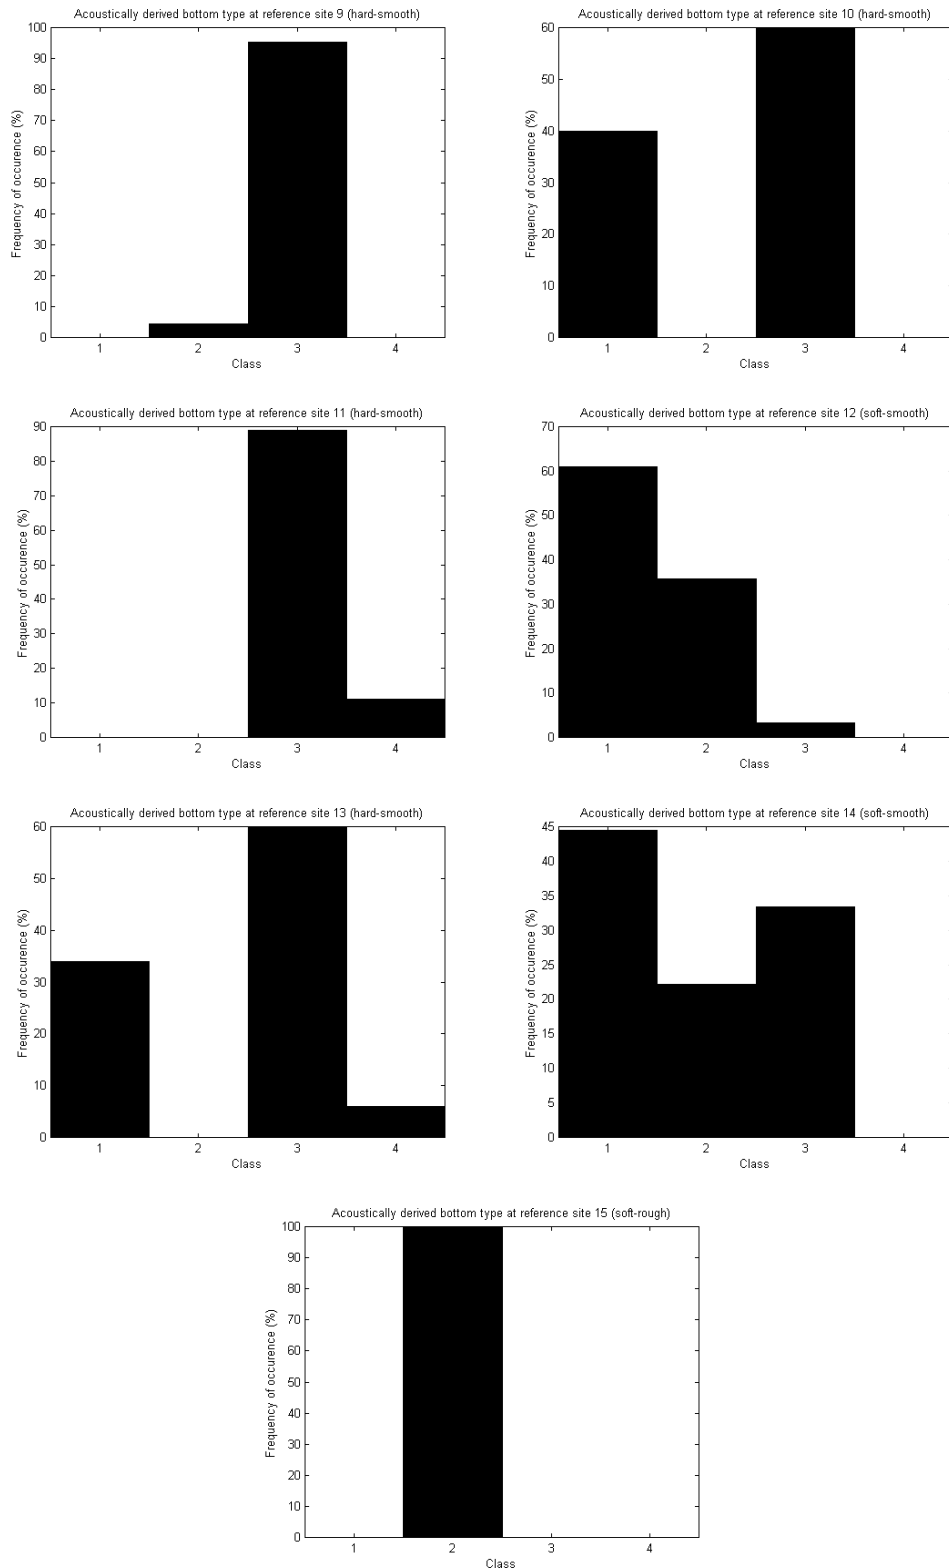 Acoustically derived bottom type at reference site 9 (hard-smooth)
100
90
80
70
60
50
40
30
20
10
0
Frequency of occurence (%)
1 2 3 4
Class
Acoustically derived bottom type at reference site 10 (hard-smooth)
60
50
40
30
20
10
0
Frequency of occurence (%)
1 2 3 4
Class
Acoustically derived bottom type at reference site 11 (hard-smooth)
90
80
70
60
50
40
30
20
10
0
Frequency of occurence (%)
1 2 3 4
Class
Acoustically derived bottom type at reference site 12 (soft-smooth)
70
60
50
40
30
20
10
0
Frequency of occurence (%)
1 2 3 4
Class
Acoustically derived bottom type at reference site 13 (hard-smooth)
60
50
40
30
20
10
0
Frequency of occurence (%)
1 2 3 4
Class
Acoustically derived bottom type at reference site 14 (soft-smooth)
45
40
35
30
25
20
15
10
5
0
Frequency of occurence (%)
1 2 3 4
Class
Acoustically derived bottom type at reference site 15 (soft-rough)
100
90
80
70
60
50
40
30
20
10
0
Frequency of occurence (%)
1 2 3 4
Class